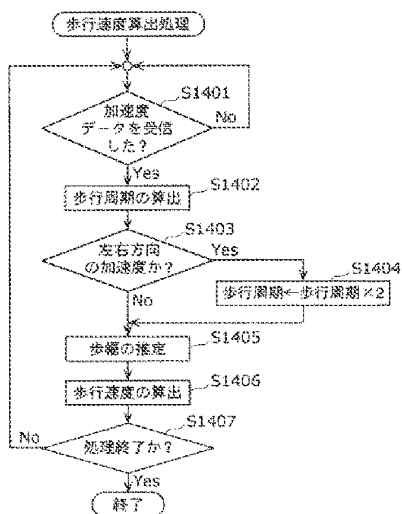 歩行速度算出処理
S1401
加速度
データを受信
した？
No
Yes
S1402
歩行周期の算出
S1403
左右方向
の加速度か？
Yes
S1404
歩行周期←歩行周期×2
No
S1405
歩幅の推定
S1406
歩行速度の算出
S1407
No
処理終了か？
Yes
終了